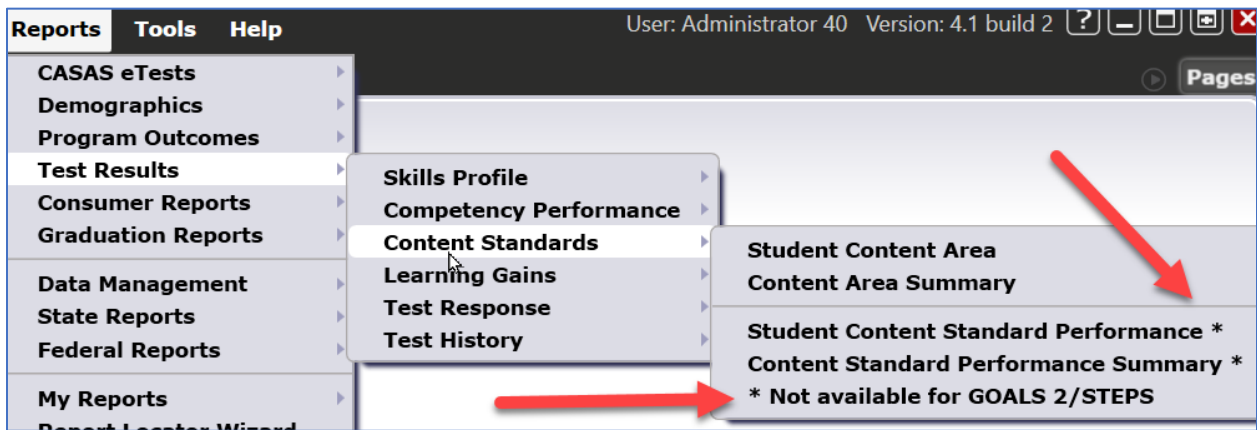 Reports Tools Help
User: Administrator 40 Version: 4.1 build 2 ?
Pages
CASAS eTests
Demographics
Program Outcomes
Test Results
Consumer Reports
Graduation Reports
Data Management
State Reports
Federal Reports
My Reports
Report Locator Wizard
Skills Profile
Competency Performance
Content Standards
Learning Gains
Test Response
Test History
Student Content Area
Content Area Summary
Student Content Standard Performance *
Content Standard Performance Summary *
* Not available for GOALS 2/STEPS